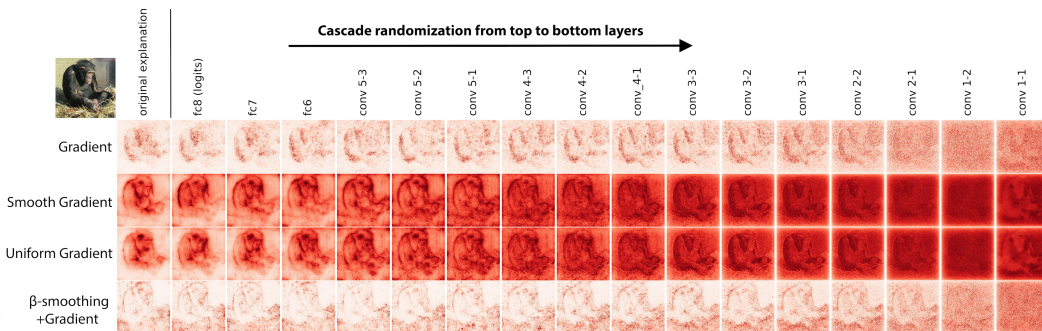 Cascade randomization from top to bottom layers
original explanation
fc8 (logits)
fc7
fc6
conv 5-3
conv 5-2
conv 5-1
conv 4-3
conv 4-2
conv_4-1
conv 3-3
conv 3-2
conv 3-1
conv 2-2
conv 2-1
conv 1-2
conv 1-1
Gradient
Smooth Gradient
Uniform Gradient
β-smoothing
+Gradient